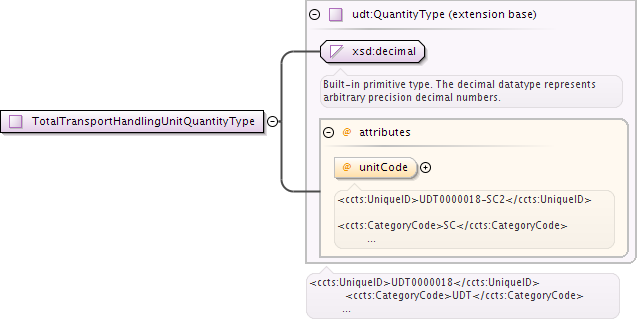 udt:QuantityType (extension base)
xsd:decimal
Built-in primitive type. The decimal datatype represents
arbitrary precision decimal numbers.
TotalTransportHandlingUnitQuantityType
@ attributes
@ unitCode
<ccts:UniqueID>UDT0000018-SC2</ccts:UniqueID>
<ccts:CategoryCode>SC</ccts:CategoryCode>
...
<ccts:UniqueID>UDT0000018</ccts:UniqueID>
<ccts:CategoryCode>UDT</ccts:CategoryCode>
...